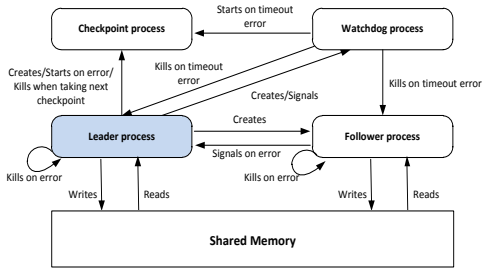 Starts on timeout
error
Checkpoint process
Watchdog process
Kills on timeout
error
Creates/Starts on error/
Kills when taking next
checkpoint
Kills on timeout error
Creates/Signals
Creates
Leader process
Follower process
Signals on error
Kills on error
Kills on error
Writes
Reads
Writes
Reads
Shared Memory